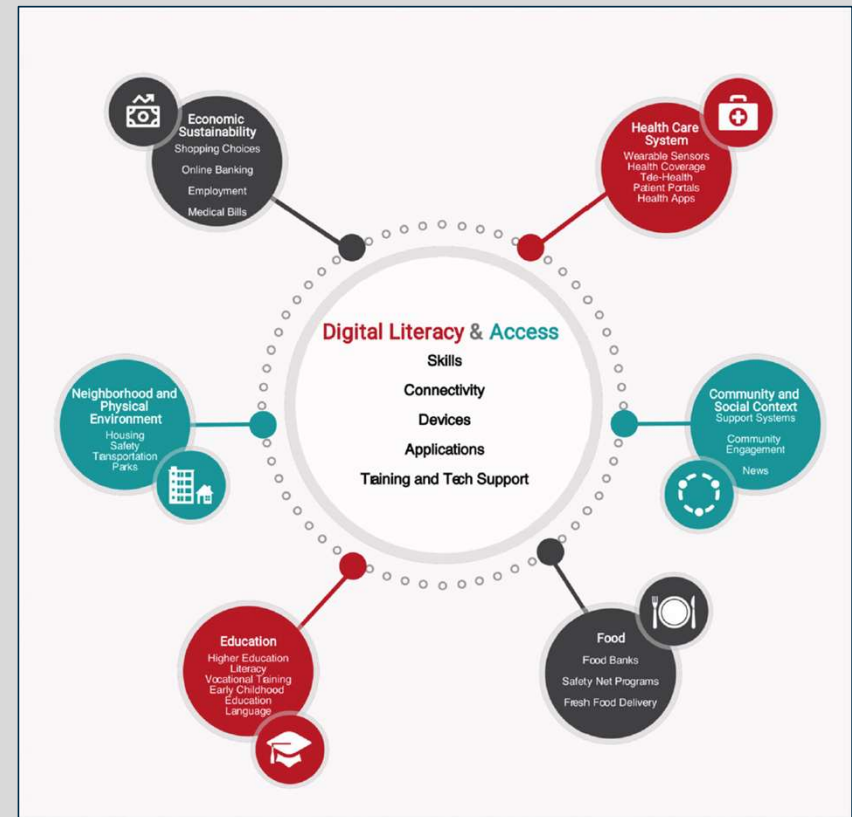 Economic
Sustainability
Shopping Choices
Online Banking
Employment
Medical Bills
Health Care
System
Wearable Sensors
Health Coverage
Tele-Health
Patient Portals
Health Apps
Digital Literacy & Access
Skills
Connectivity
Devices
Applications
Training and Tech Support
Neighborhood and
Physical
Environment
Housing
Safety
Transportation
Parks
Community and
Social Context
Support Systems
Community
Engagement
News
Education
Higher Education
Literacy
Vocational Training
Early Childhood
Education
Language
Food
Food Banks
Safety Net Programs
Fresh Food Delivery